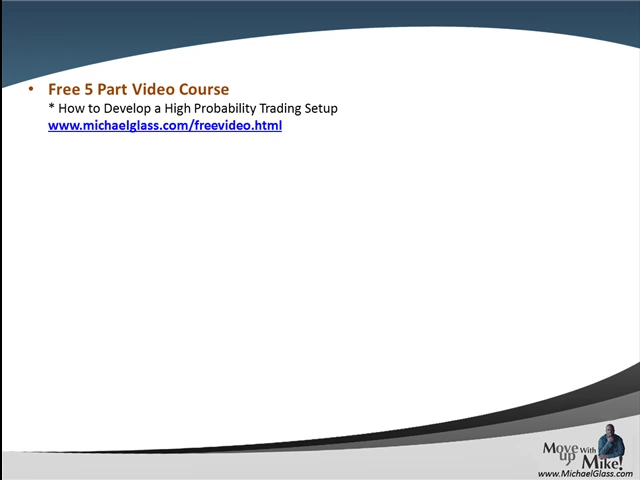 • Free 5 Part Video Course
* How to Develop a High Probability Trading Setup
www.michaelglass.com/freevideo.html
Move up With Mike!
www.MichaelGlass.com